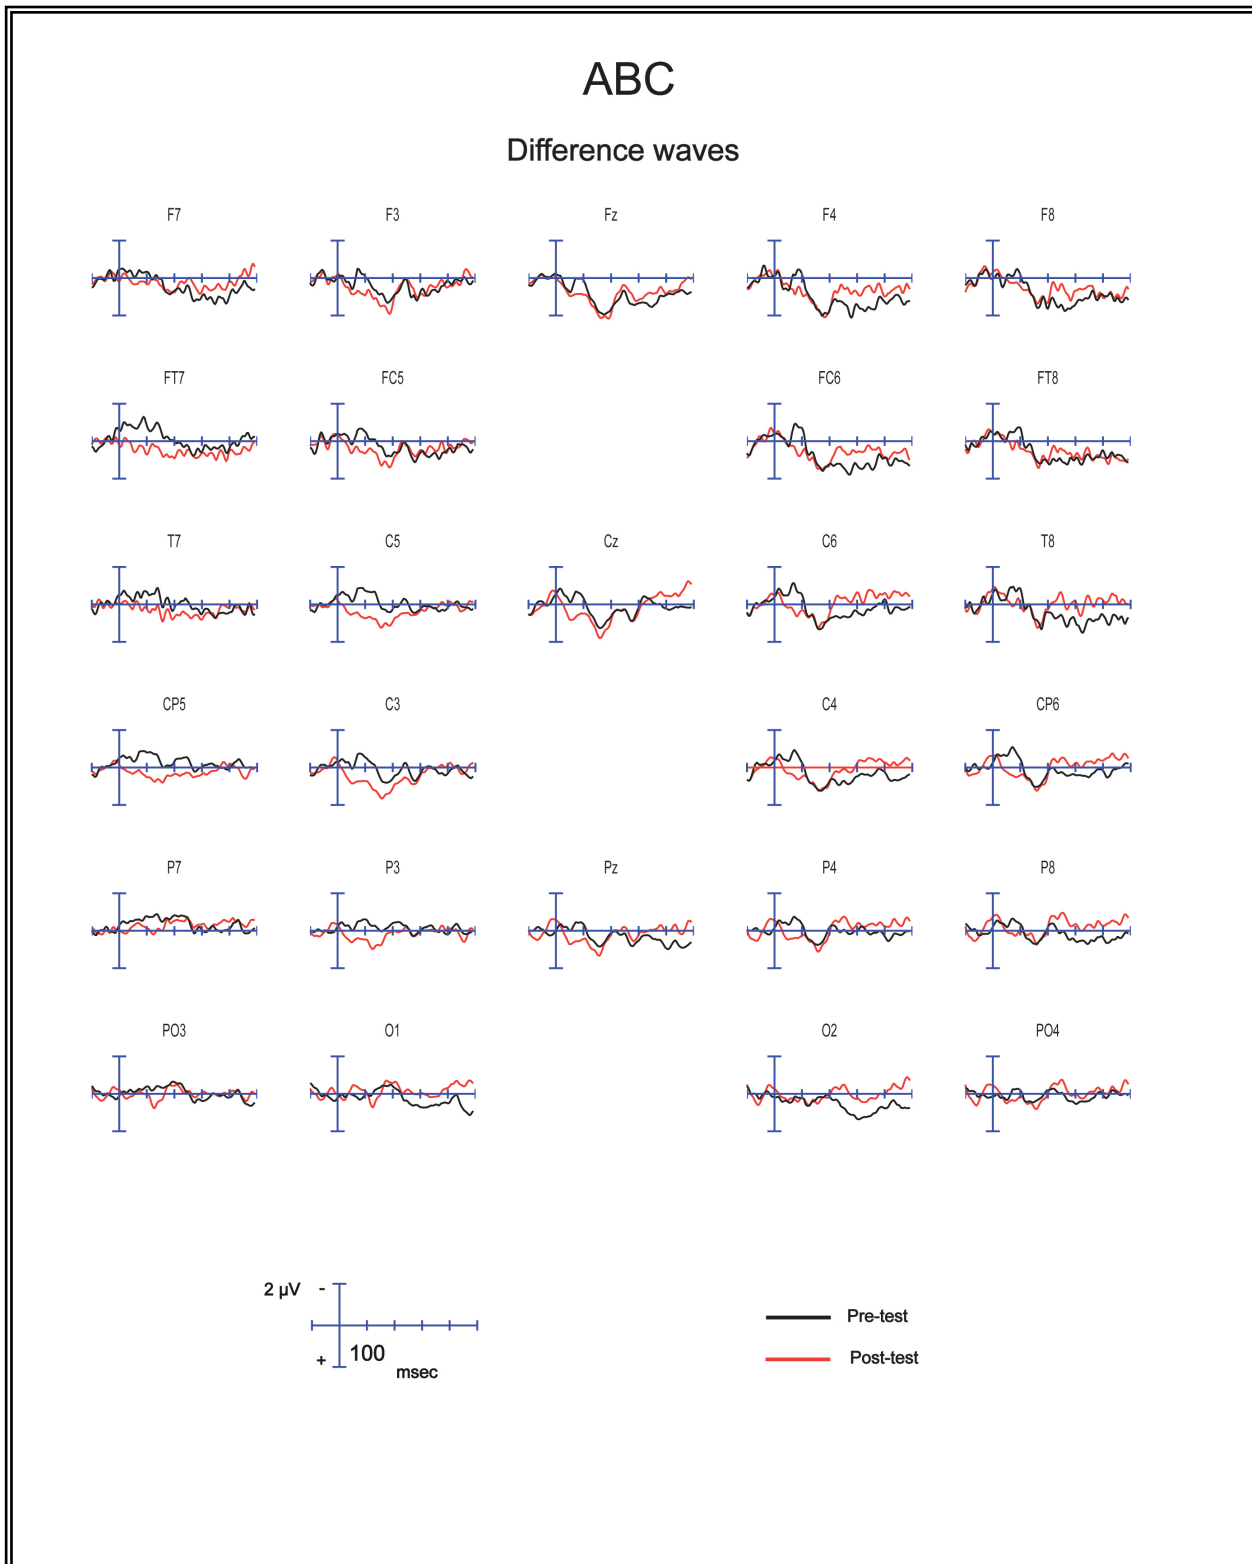 ABC
Difference waves
F7 F3 Fz F4 F8
FT7 FC5 FC6 FT8
T7 C5 Cz C6 T8
CP5 C3 C4 CP6
P7 P3 Pz P4 P8
PO3 O1 O2 PO4
2 µV -
+ 100 msec
Pre-test
Post-test